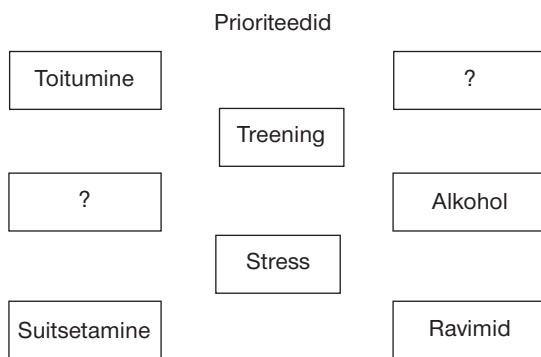 Prioriteedid
Toitumine
?
Treening
?
Alkohol
Stress
Suitsetamine
Ravimid